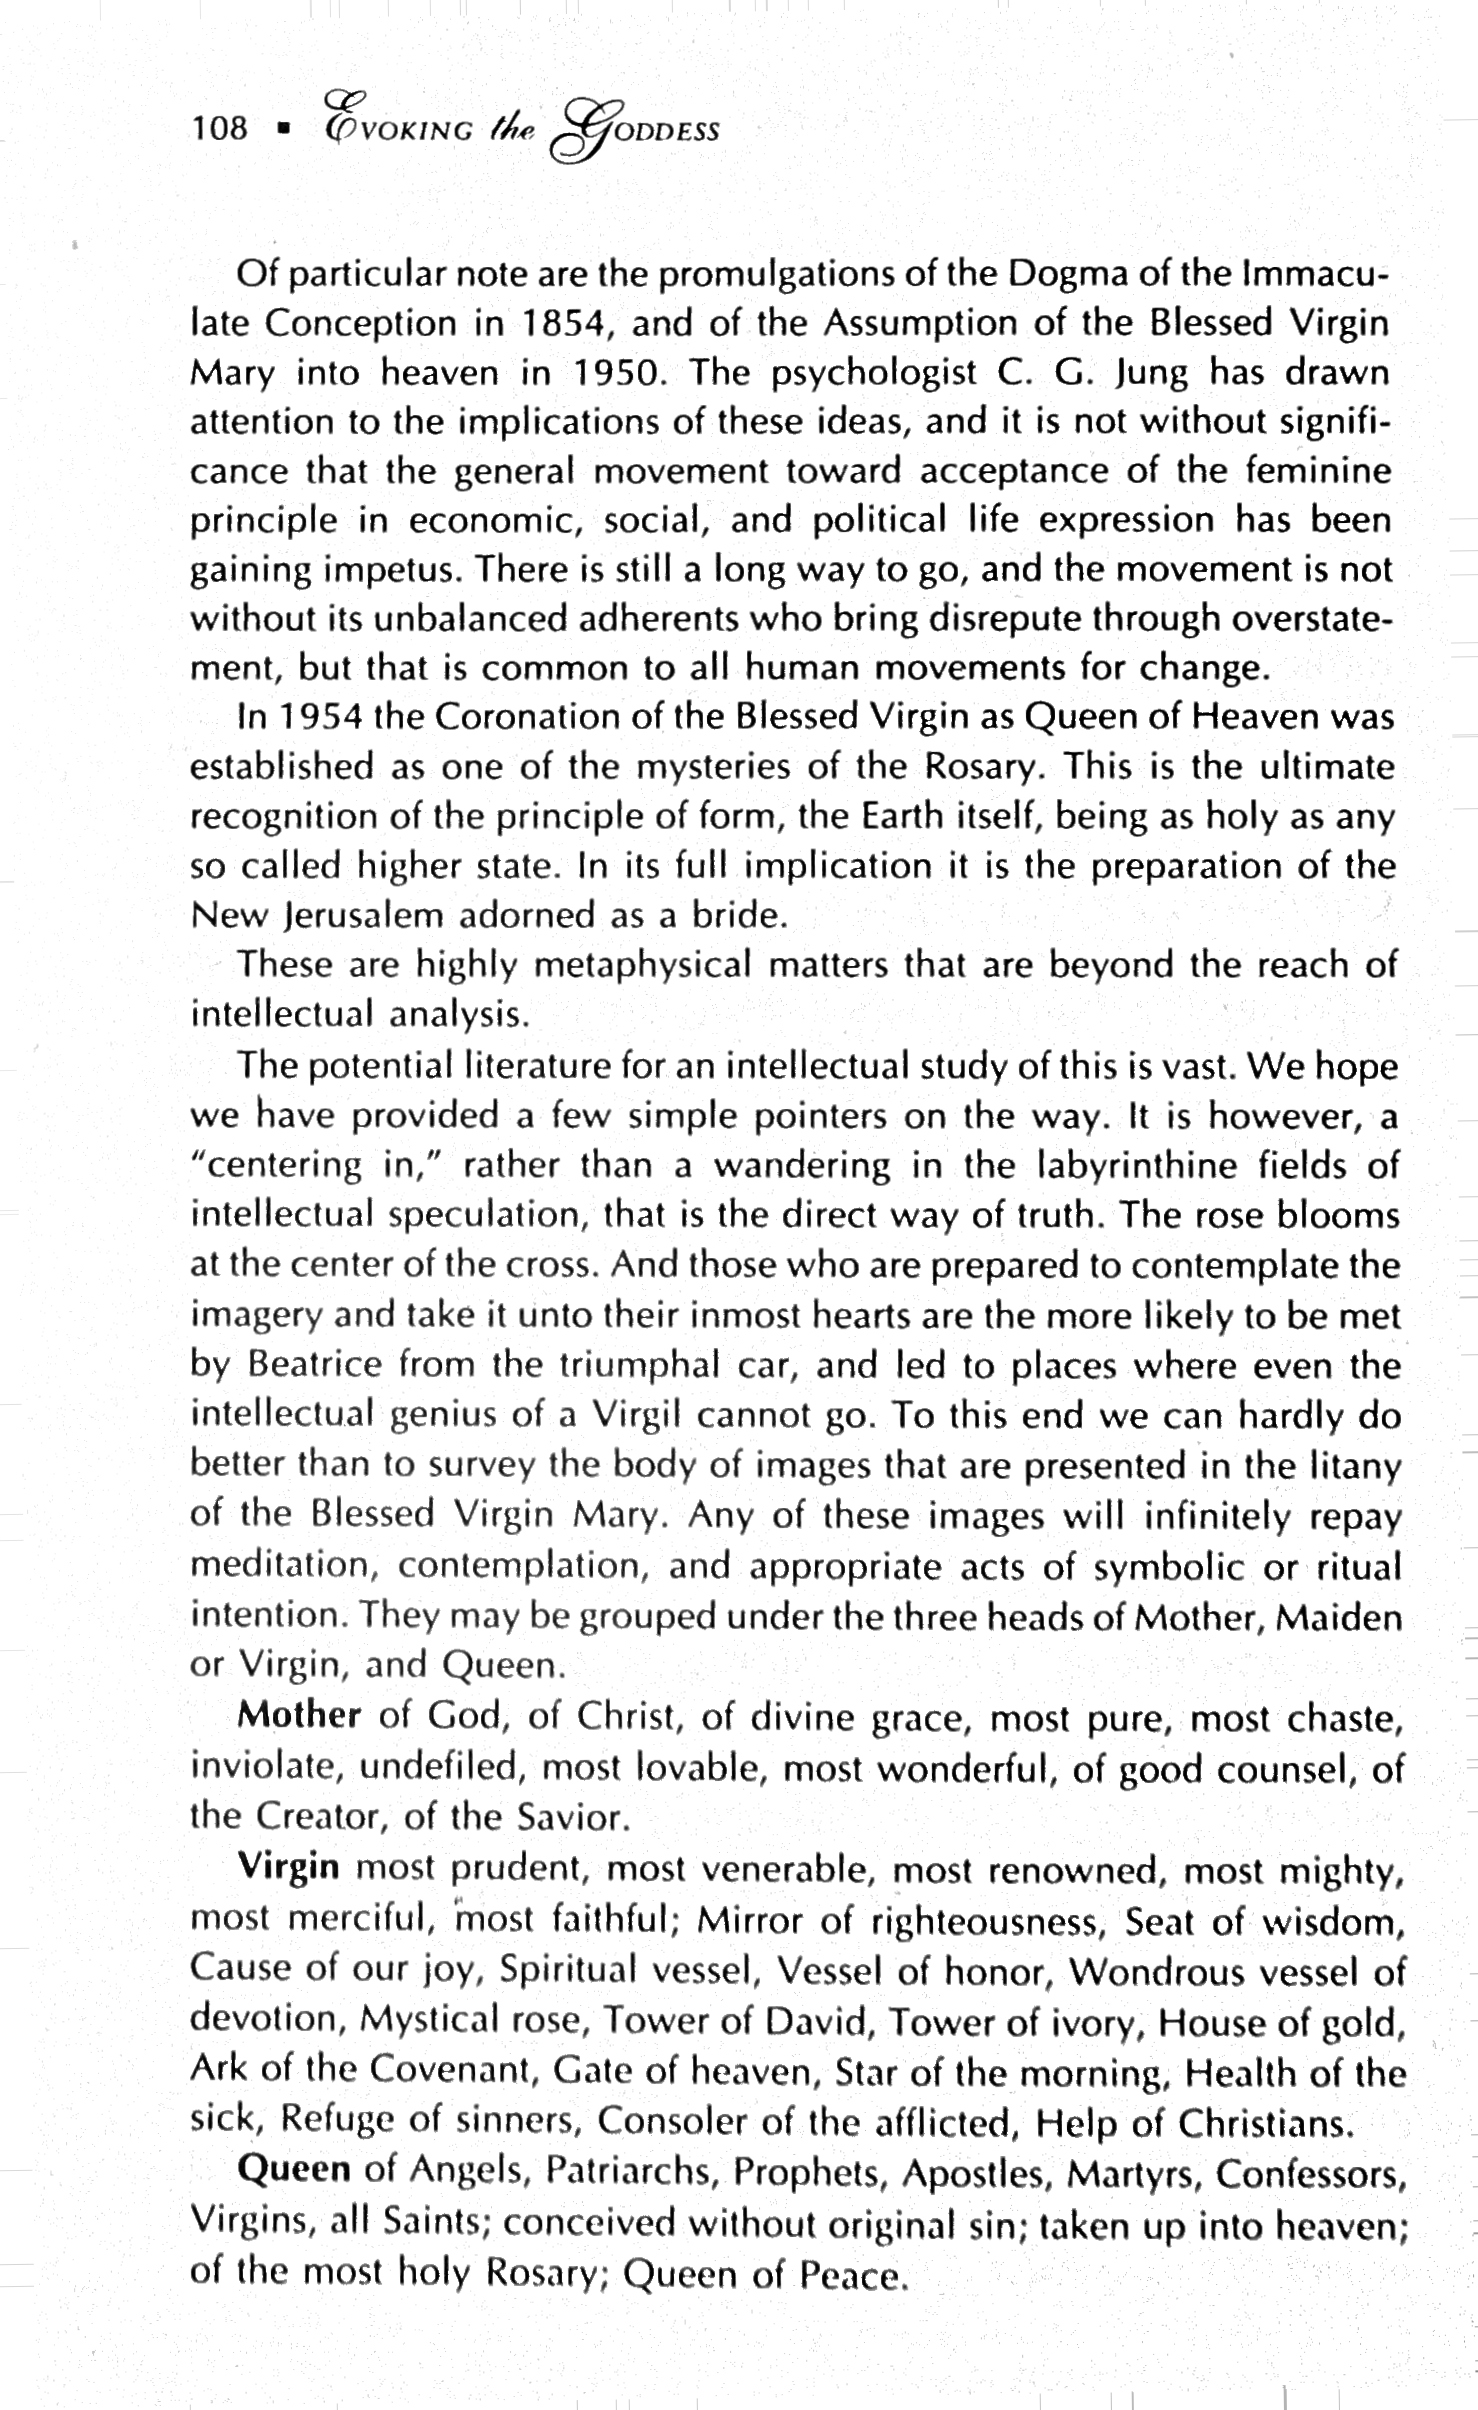 108 ▪ Evoking the Goddess
Of particular note are the promulgations of the Dogma of the Immacu-
late Conception in 1854, and of the Assumption of the Blessed Virgin
Mary into heaven in 1950. The psychologist C. G. Jung has drawn
attention to the implications of these ideas, and it is not without signifi-
cance that the general movement toward acceptance of the feminine
principle in economic, social, and political life expression has been
gaining impetus. There is still a long way to go, and the movement is not
without its unbalanced adherents who bring disrepute through overstate-
ment, but that is common to all human movements for change.
In 1954 the Coronation of the Blessed Virgin as Queen of Heaven was
established as one of the mysteries of the Rosary. This is the ultimate
recognition of the principle of form, the Earth itself, being as holy as any
so called higher state. In its full implication it is the preparation of the
New Jerusalem adorned as a bride.
These are highly metaphysical matters that are beyond the reach of
intellectual analysis.
The potential literature for an intellectual study of this is vast. We hope
we have provided a few simple pointers on the way. It is however, a
"centering in," rather than a wandering in the labyrinthine fields of
intellectual speculation, that is the direct way of truth. The rose blooms
at the center of the cross. And those who are prepared to contemplate the
imagery and take it unto their inmost hearts are the more likely to be met
by Beatrice from the triumphal car, and led to places where even the
intellectual genius of a Virgil cannot go. To this end we can hardly do
better than to survey the body of images that are presented in the litany
of the Blessed Virgin Mary. Any of these images will infinitely repay
meditation, contemplation, and appropriate acts of symbolic or ritual
intention. They may be grouped under the three heads of Mother, Maiden
or Virgin, and Queen.
Mother of God, of Christ, of divine grace, most pure, most chaste,
inviolate, undefiled, most lovable, most wonderful, of good counsel, of
the Creator, of the Savior.
Virgin most prudent, most venerable, most renowned, most mighty,
most merciful, most faithful; Mirror of righteousness, Seat of wisdom,
Cause of our joy, Spiritual vessel, Vessel of honor, Wondrous vessel of
devotion, Mystical rose, Tower of David, Tower of ivory, House of gold,
Ark of the Covenant, Gate of heaven, Star of the morning, Health of the
sick, Refuge of sinners, Consoler of the afflicted, Help of Christians.
Queen of Angels, Patriarchs, Prophets, Apostles, Martyrs, Confessors,
Virgins, all Saints; conceived without original sin; taken up into heaven;
of the most holy Rosary; Queen of Peace.